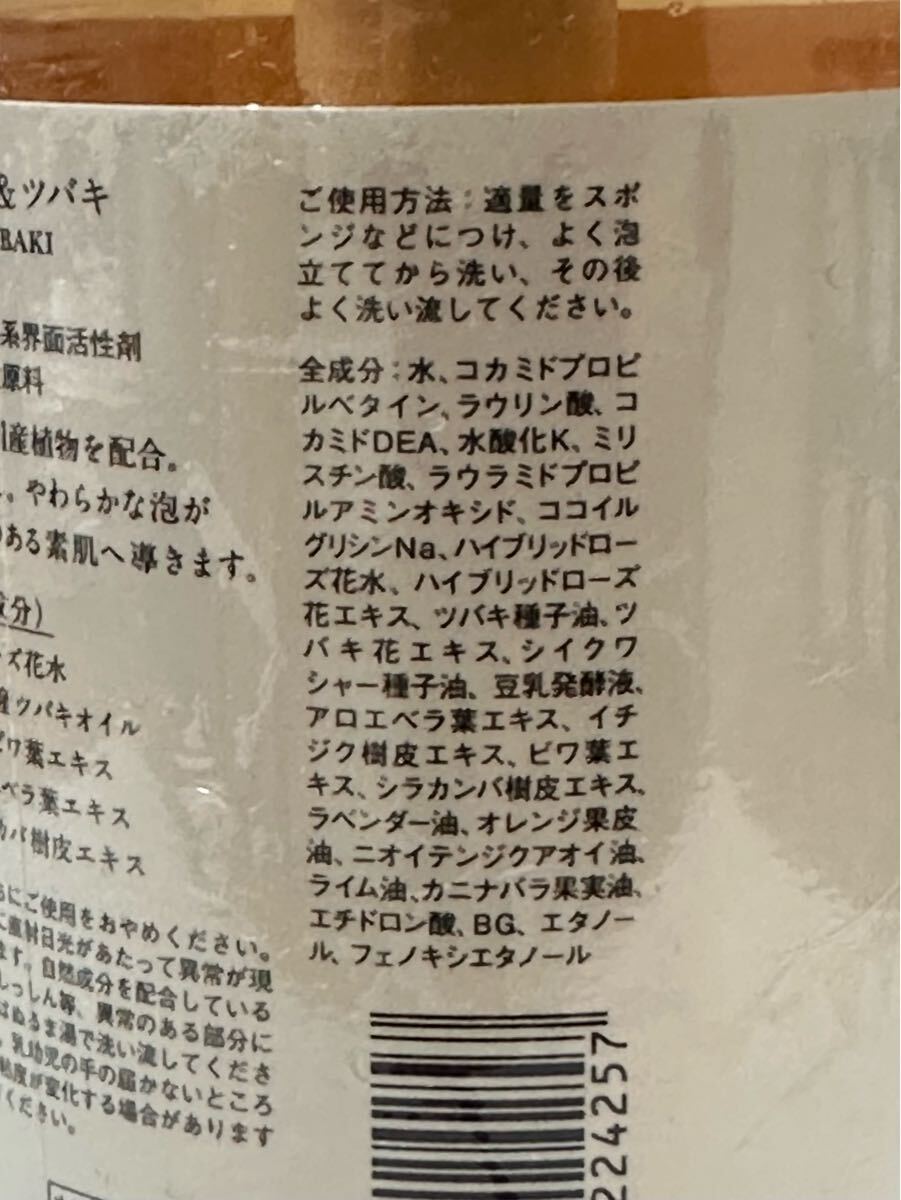 &ツバキ
BAKI
系界面活性剤
原料
産植物を配合。
やわらかな泡が
のある素肌へ導きます。
成分)
ズ花水
ツバキオイル
ビワ葉エキス
ベラ葉エキス
カバ樹皮エキス
にご使用をおやめください。
に直射日光があたって異常が現
ます。自然成分を配合している
しっしん等、異常のある部分に
はぬるま湯で洗い流してくださ
乳幼児の手の届かないところ
粘度が変化する場合があります
ください。
ご使用方法：適量をスポ
ンジなどにつけ、よく泡
立ててから洗い、その後
よく洗い流してください。
全成分：水、コカミドプロピ
ルベタイン、ラウリン酸、コ
カミドDEA、水酸化K、ミリ
スチン酸、ラウラミドプロピ
ルアミンオキシド、ココイル
グリシンNa、ハイブリッドロー
ズ花水、ハイブリッドローズ
花エキス、ツバキ種子油、ツ
バキ花エキス、シイクワ
シャー種子油、豆乳発酵液、
アロエベラ葉エキス、イチ
ジク樹皮エキス、ビワ葉エ
キス、シラカンバ樹皮エキス、
ラベンダー油、オレンジ果皮
油、ニオイテンジクアオイ油、
ライム油、カニナバラ果実油、
エチドロン酸、BG、エタノー
ル、フェノキシエタノール
224257